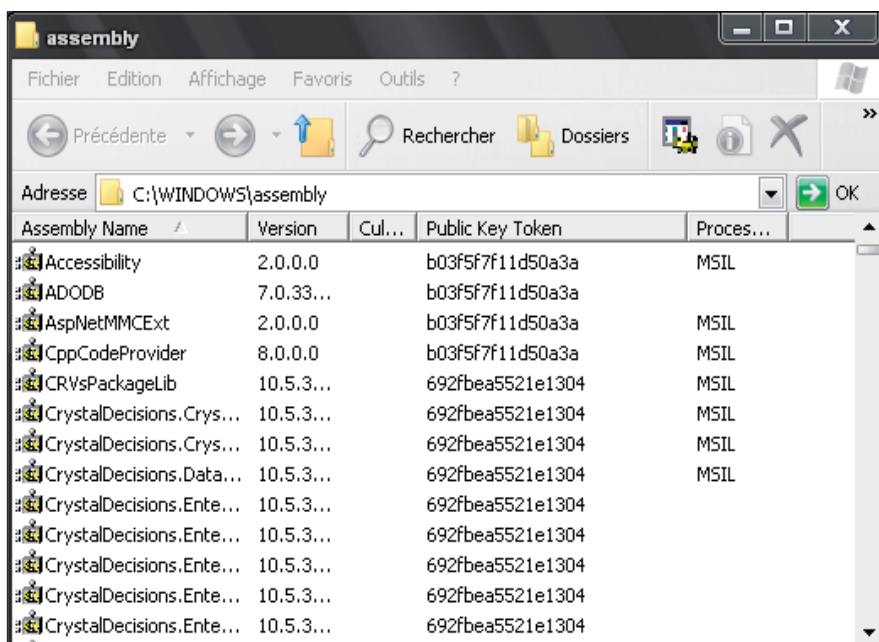 assembly
Fichier Edition Affichage Favoris Outils ?
Précédente Rechercher Dossiers »
Adresse C:\WINDOWS\assembly OK
Assembly Name Version Cul... Public Key Token Proces...
Accessibility 2.0.0.0 b03f5f7f11d50a3a MSIL
ADODB 7.0.33... b03f5f7f11d50a3a
AspNetMMCExt 2.0.0.0 b03f5f7f11d50a3a MSIL
CppCodeProvider 8.0.0.0 b03f5f7f11d50a3a MSIL
CRVsPackageLib 10.5.3... 692fbea5521e1304 MSIL
CrystalDecisions.Crys... 10.5.3... 692fbea5521e1304 MSIL
CrystalDecisions.Crys... 10.5.3... 692fbea5521e1304 MSIL
CrystalDecisions.Data... 10.5.3... 692fbea5521e1304 MSIL
CrystalDecisions.Ente... 10.5.3... 692fbea5521e1304
CrystalDecisions.Ente... 10.5.3... 692fbea5521e1304
CrystalDecisions.Ente... 10.5.3... 692fbea5521e1304
CrystalDecisions.Ente... 10.5.3... 692fbea5521e1304
CrystalDecisions.Ente... 10.5.3... 692fbea5521e1304